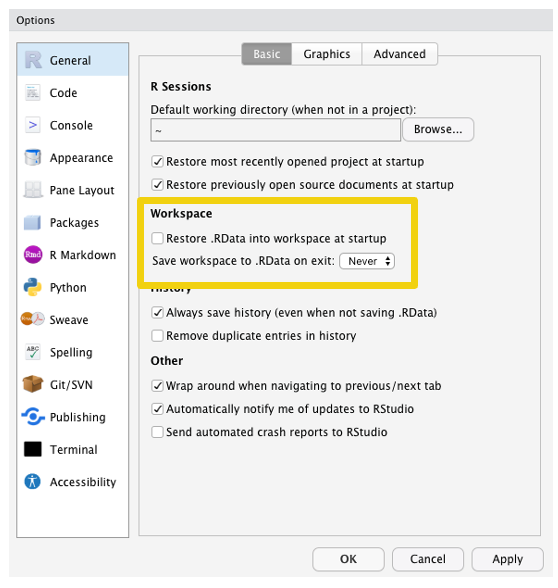 Options
Basic Graphics Advanced
R General
Code
> Console
Appearance
Pane Layout
Packages
Rmd R Markdown
Python
Sweave
ABC Spelling
Git/SVN
Publishing
Terminal
Accessibility
R Sessions
Default working directory (when not in a project):
~ Browse...
Restore most recently opened project at startup
Restore previously open source documents at startup
Workspace
Restore .RData into workspace at startup
Save workspace to .RData on exit: Never
History
Always save history (even when not saving .RData)
Remove duplicate entries in history
Other
Wrap around when navigating to previous/next tab
Automatically notify me of updates to RStudio
Send automated crash reports to RStudio
OK Cancel Apply